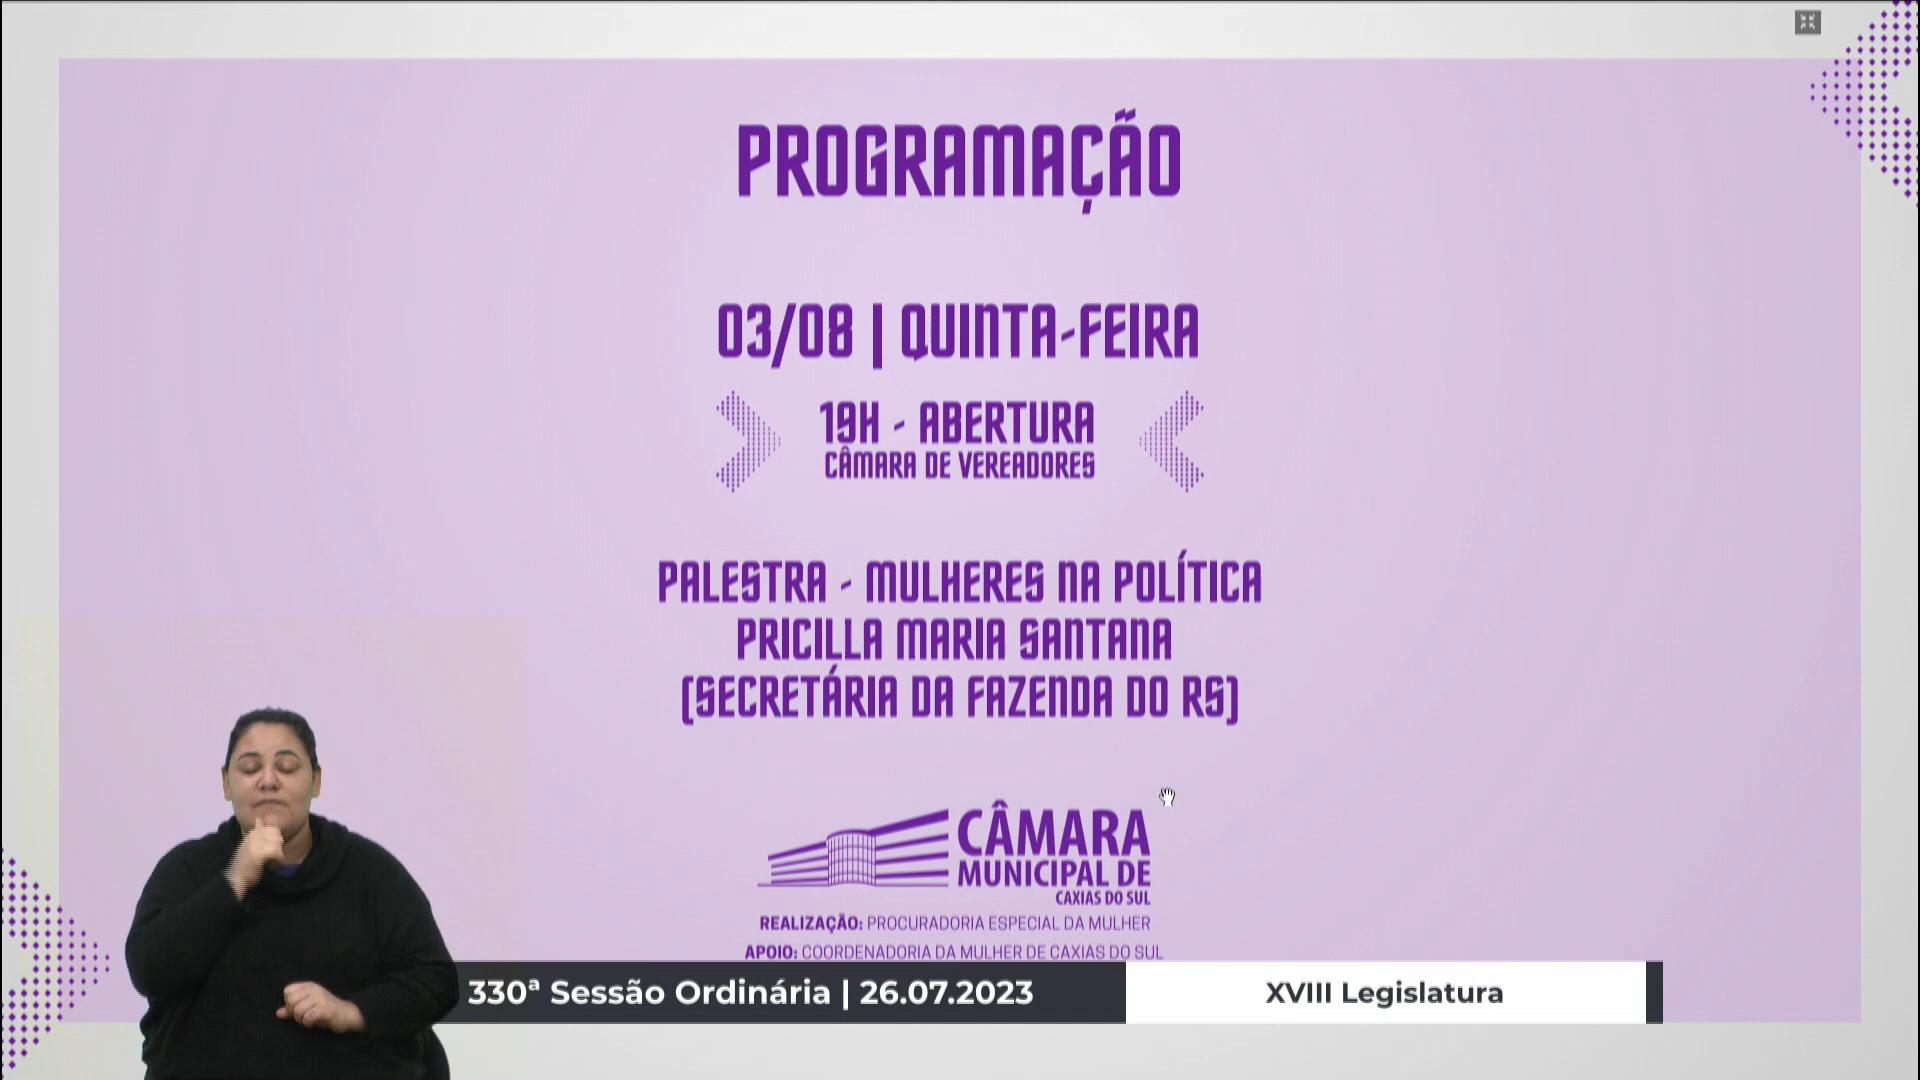 PROGRAMAÇÃO
03/08 | QUINTA-FEIRA
19H - ABERTURA
CÂMARA DE VEREADORES
PALESTRA - MULHERES NA POLÍTICA
PRICILLA MARIA SANTANA
(SECRETÁRIA DA FAZENDA DO RS)
CÂMARA
MUNICIPAL DE
CAXIAS DO SUL
REALIZAÇÃO: PROCURADORIA ESPECIAL DA MULHER
APOIO: COORDENADORIA DA MULHER DE CAXIAS DO SUL
330ª Sessão Ordinária | 26.07.2023
XVIII Legislatura